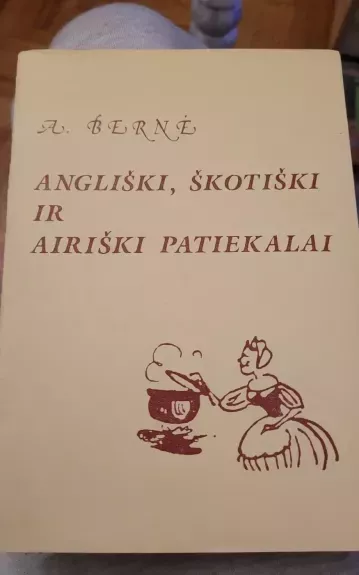 A. BERNĖ
ANGLIŠKI, ŠKOTIŠKI
IR
AIRIŠKI PATIEKALAI